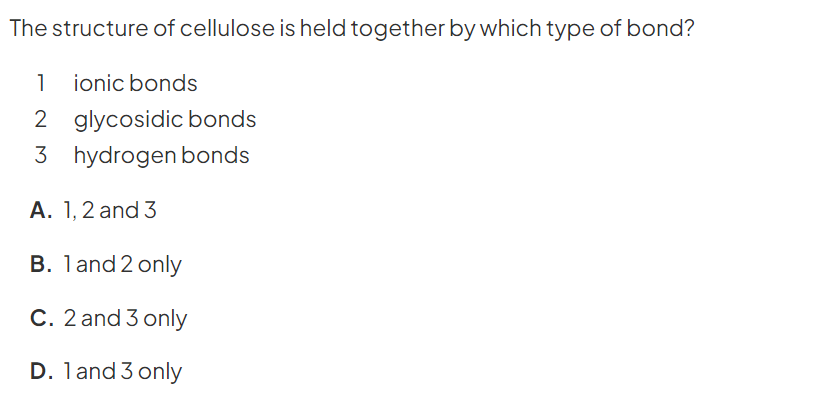 The structure of cellulose is held together by which type of bond?
1 ionic bonds
2 glycosidic bonds
3 hydrogen bonds
A. 1, 2 and 3
B. 1 and 2 only
C. 2 and 3 only
D. 1 and 3 only